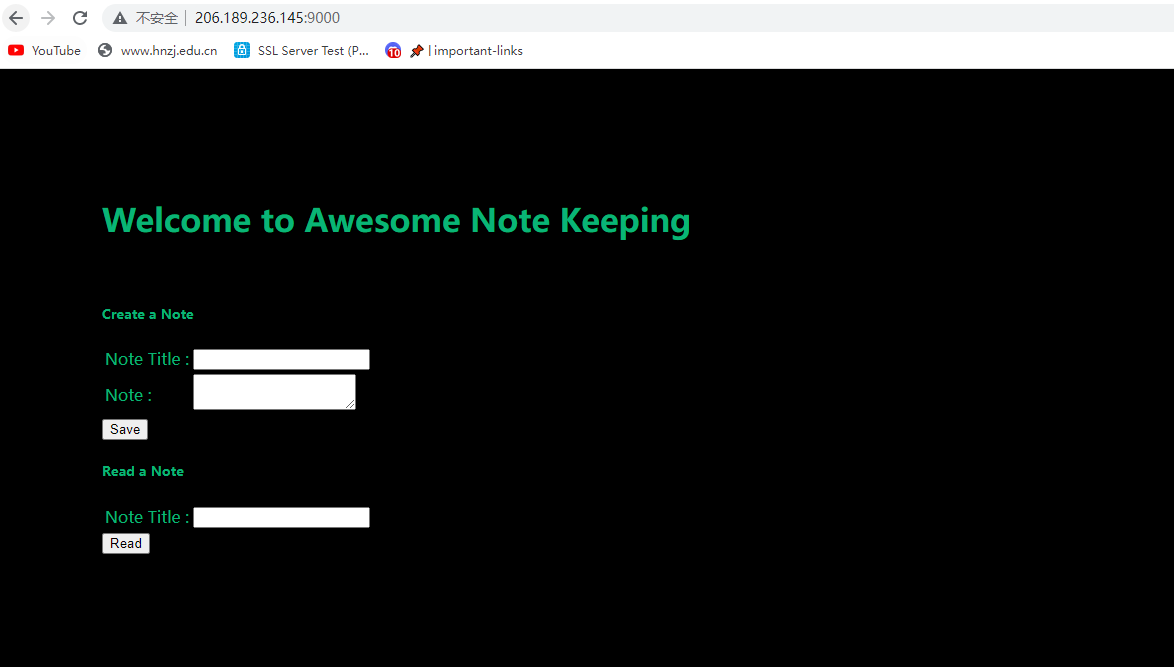 不安全 206.189.236.145:9000
YouTube www.hnzj.edu.cn SSL Server Test (P... 10 | important-links
Welcome to Awesome Note Keeping
Create a Note
Note Title :
Note :
Save
Read a Note
Note Title :
Read